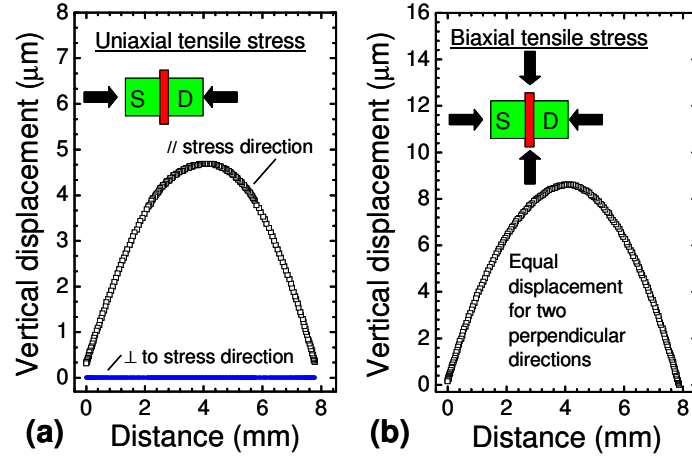 Uniaxial tensile stress
S D
// stress direction
⊥ to stress direction
Vertical displacement (μm)
8
7
6
5
4
3
2
1
0
0 2 4 6 8
Distance (mm)
(a)
Biaxial tensile stress
S D
Equal
displacement
for two
perpendicular
directions
Vertical displacement (μm)
16
14
12
10
8
6
4
2
0
0 2 4 6 8
Distance (mm)
(b)